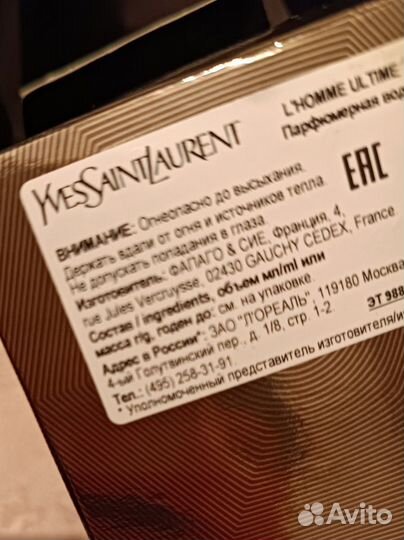 YVESSAINTLAURENT
L'HOMME ULTIME
Парфюмерная вод
EAC
ВНИМАНИЕ: Огнеопасно до высыхания.
Держать вдали от огня и источников тепла.
Не допускать попадания в глаза.
Изготовитель: ФАПАГО & СИЕ, Франция, 4,
rue Jules Vercruysse, 02430 GAUCHY CEDEX, France
Состав / ingredients, объем мл/ml или
масса г/g, годен до: см. на упаковке.
Адрес в России*: ЗАО "Л'ОРЕАЛЬ", 119180 Москва
4-ый Голутвинский пер., д. 1/8, стр. 1-2.
Тел.: (495) 258-31-91.
ЭТ 988
* Уполномоченный представитель изготовителя/и
Avito